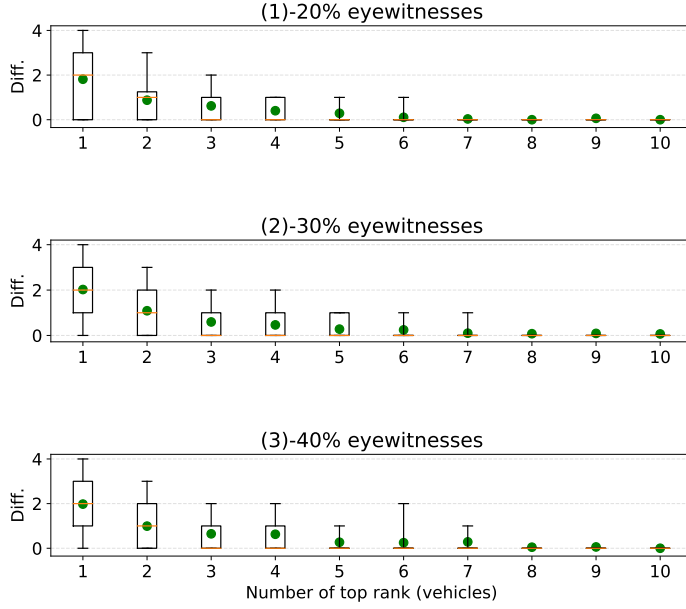 (1)-20% eyewitnesses
4
2
0
Diff.
1 2 3 4 5 6 7 8 9 10
(2)-30% eyewitnesses
4
2
0
Diff.
1 2 3 4 5 6 7 8 9 10
(3)-40% eyewitnesses
4
2
0
Diff.
1 2 3 4 5 6 7 8 9 10
Number of top rank (vehicles)